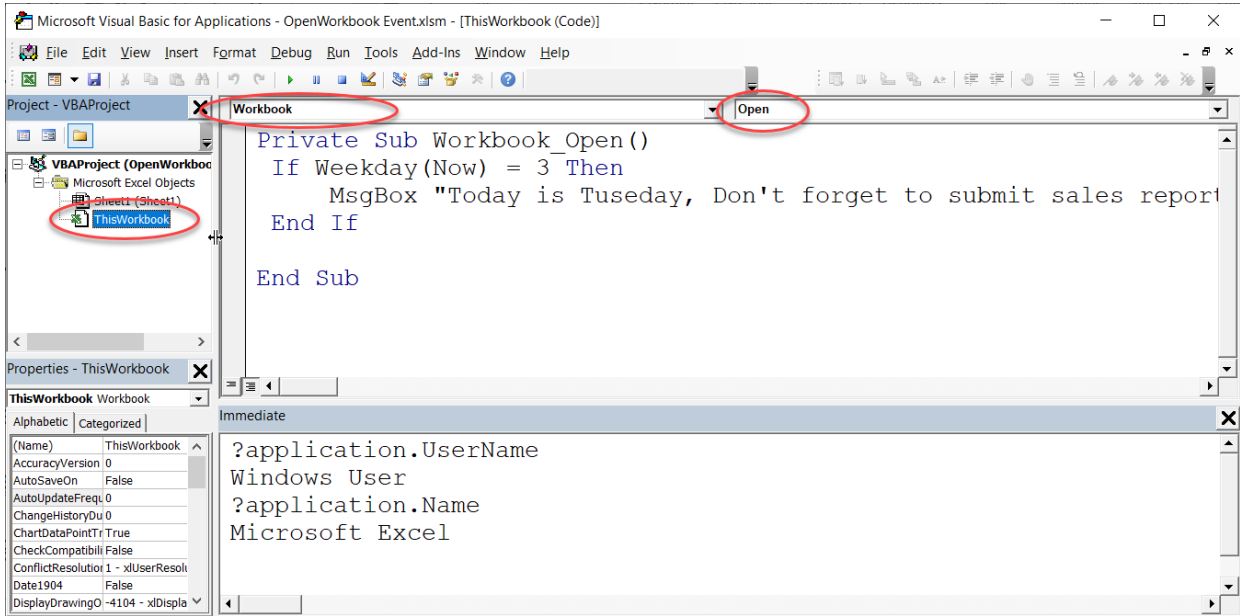 Microsoft Visual Basic for Applications - OpenWorkbook Event.xlsm - [ThisWorkbook (Code)]
File Edit View Insert Format Debug Run Tools Add-Ins Window Help
Project - VBAProject
VBAProject (OpenWorkboo
Microsoft Excel Objects
Sheet1 (Sheet1)
ThisWorkbook
Workbook
Open
Private Sub Workbook_Open()
If Weekday(Now) = 3 Then
MsgBox "Today is Tuseday, Don't forget to submit sales report
End If
End Sub
Properties - ThisWorkbook
ThisWorkbook Workbook
Alphabetic Categorized
(Name) ThisWorkbook
AccuracyVersion 0
AutoSaveOn False
AutoUpdateFrequ 0
ChangeHistoryDu 0
ChartDataPointTr True
CheckCompatibili False
ConflictResolution 1 - xlUserResolu
Date1904 False
DisplayDrawingO -4104 - xlDispla
Immediate
?application.UserName
Windows User
?application.Name
Microsoft Excel